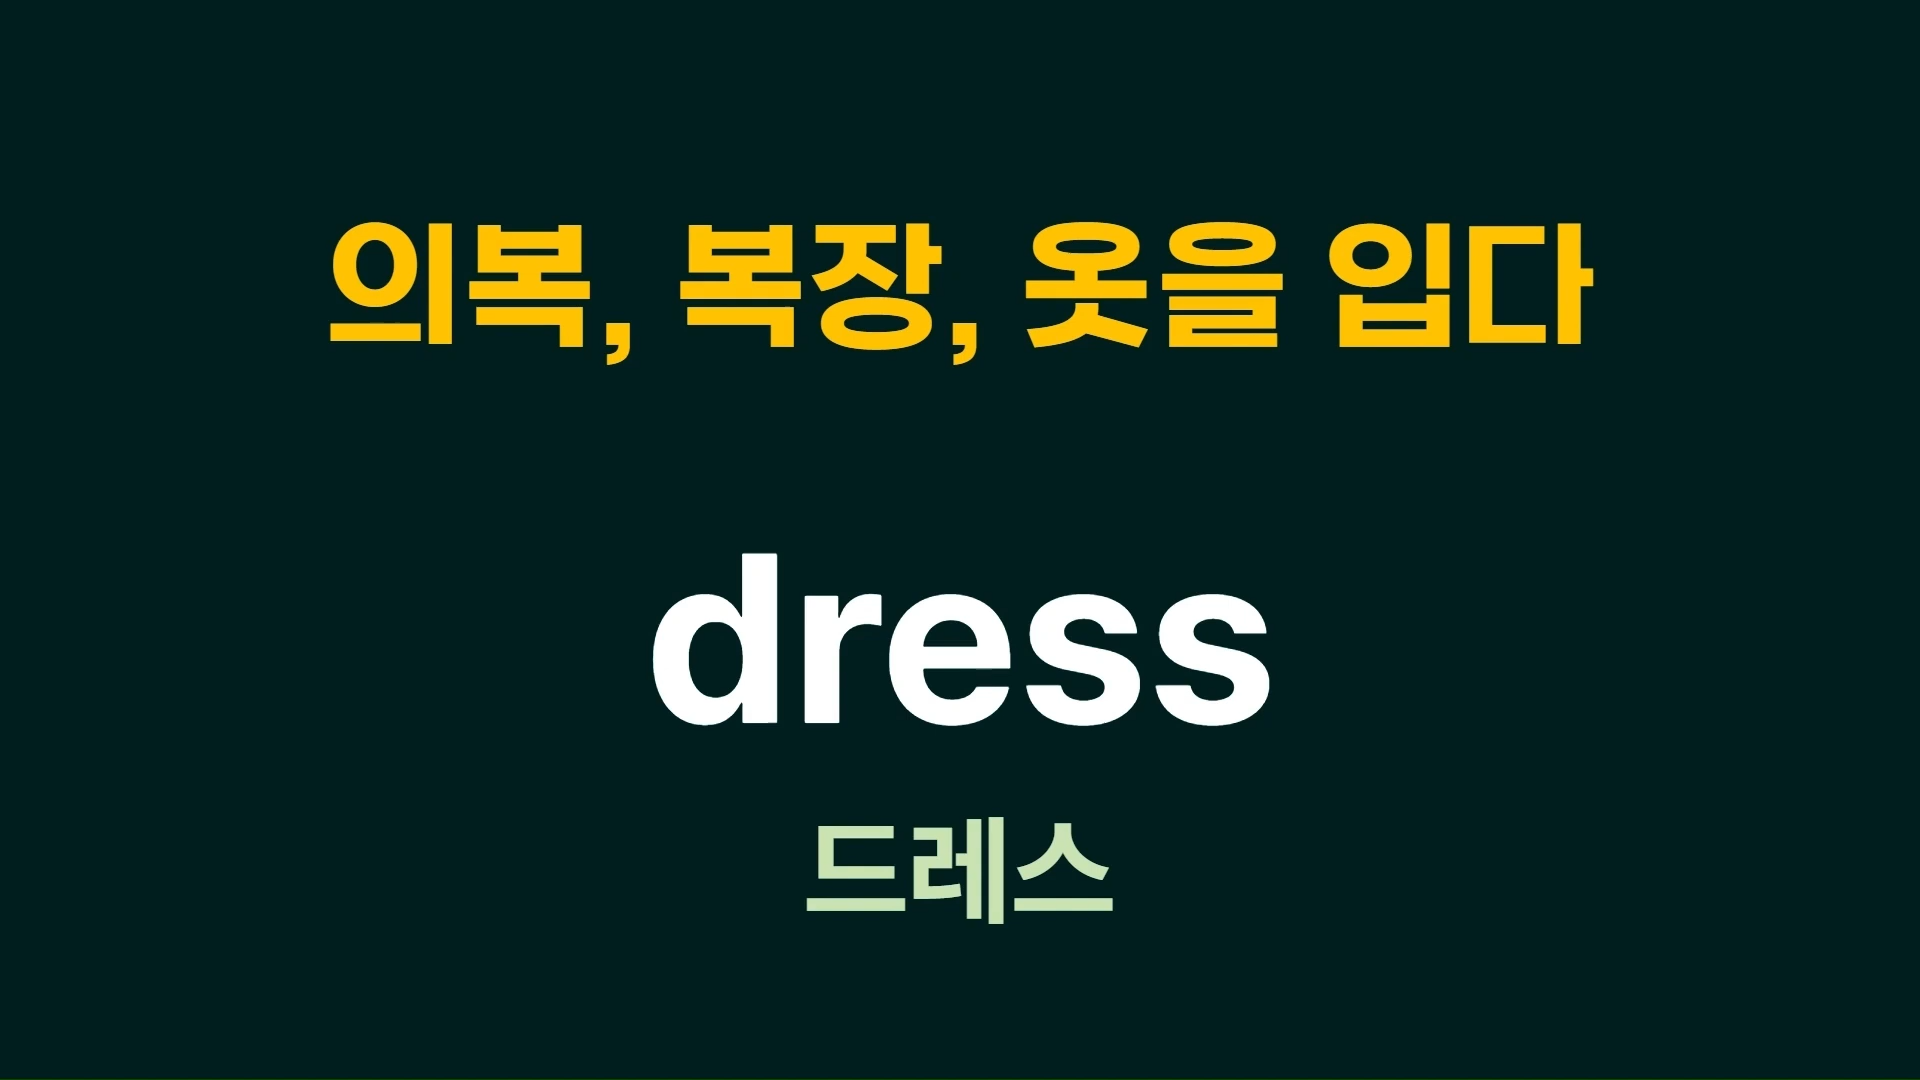 의복, 복장, 옷을 입다
dress
드레스